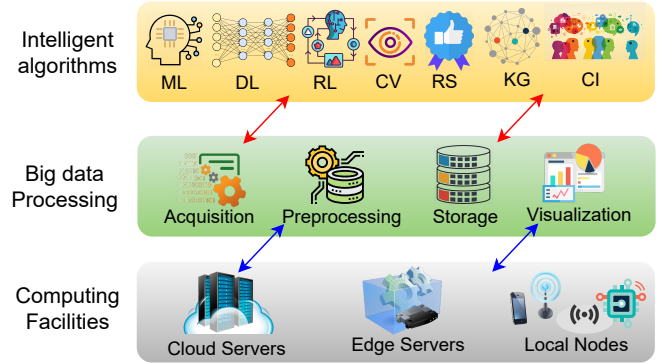 Intelligent
algorithms
ML DL RL CV RS KG CI
Big data
Processing
Acquisition Preprocessing Storage Visualization
Computing
Facilities
Cloud Servers Edge Servers Local Nodes